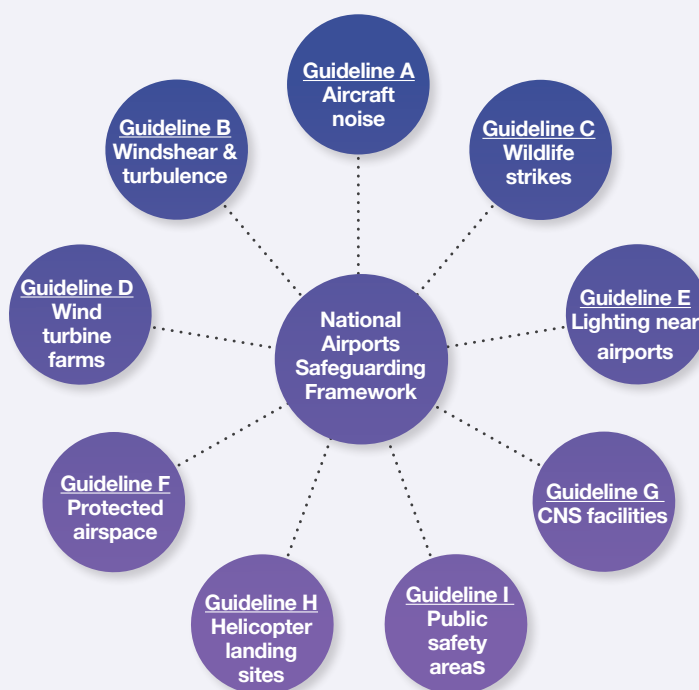 Guideline A
Aircraft
noise
Guideline B
Windshear &
turbulence
Guideline C
Wildlife
strikes
Guideline D
Wind
turbine
farms
National
Airports
Safeguarding
Framework
Guideline E
Lighting near
airports
Guideline F
Protected
airspace
Guideline G
CNS facilities
Guideline H
Helicopter
landing
sites
Guideline I
Public
safety
areas